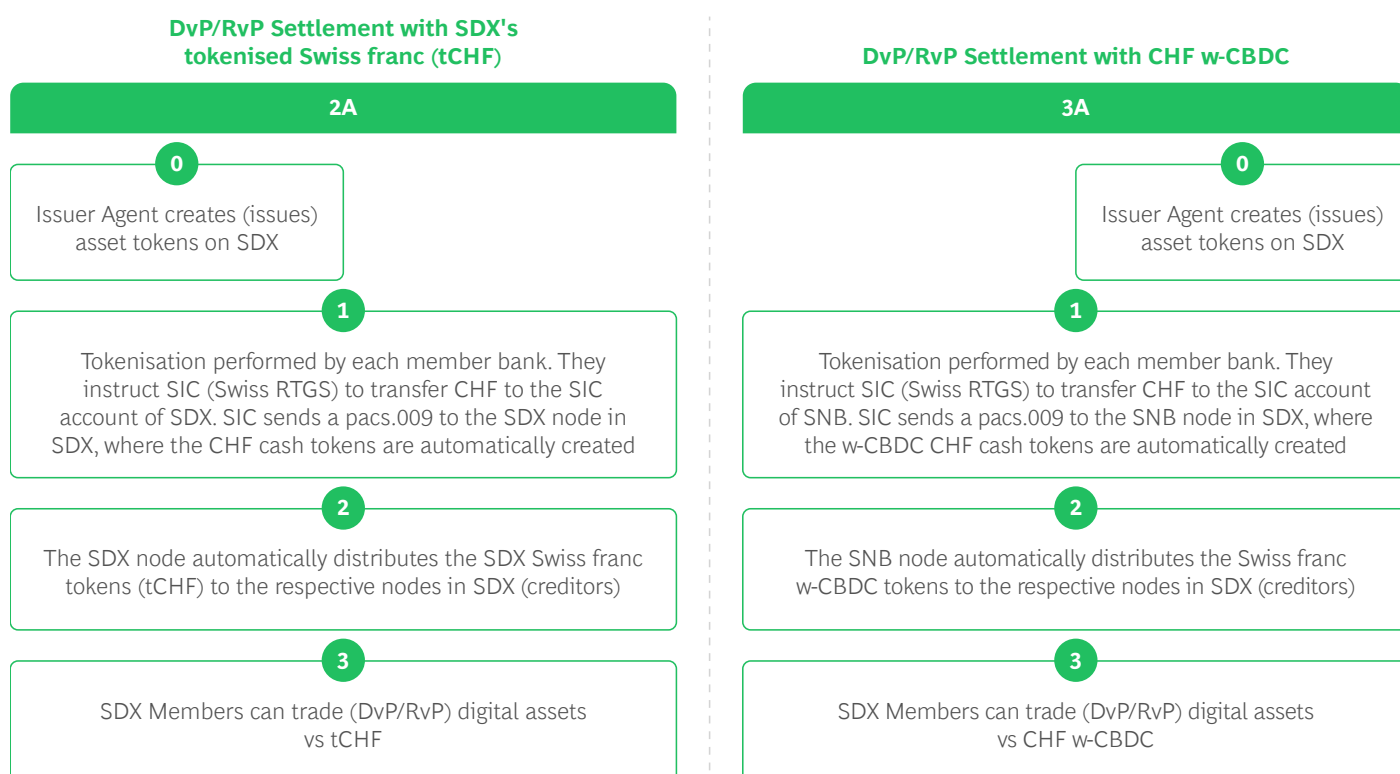 DvP/RvP Settlement with SDX's
tokenised Swiss franc (tCHF)
2A
0
Issuer Agent creates (issues)
asset tokens on SDX
1
Tokenisation performed by each member bank. They
instruct SIC (Swiss RTGS) to transfer CHF to the SIC
account of SDX. SIC sends a pacs.009 to the SDX node in
SDX, where the CHF cash tokens are automatically created
2
The SDX node automatically distributes the SDX Swiss franc
tokens (tCHF) to the respective nodes in SDX (creditors)
3
SDX Members can trade (DvP/RvP) digital assets
vs tCHF
DvP/RvP Settlement with CHF w-CBDC
3A
0
Issuer Agent creates (issues)
asset tokens on SDX
1
Tokenisation performed by each member bank. They
instruct SIC (Swiss RTGS) to transfer CHF to the SIC account
of SNB. SIC sends a pacs.009 to the SNB node in SDX, where
the w-CBDC CHF cash tokens are automatically created
2
The SNB node automatically distributes the Swiss franc
w-CBDC tokens to the respective nodes in SDX (creditors)
3
SDX Members can trade (DvP/RvP) digital assets
vs CHF w-CBDC